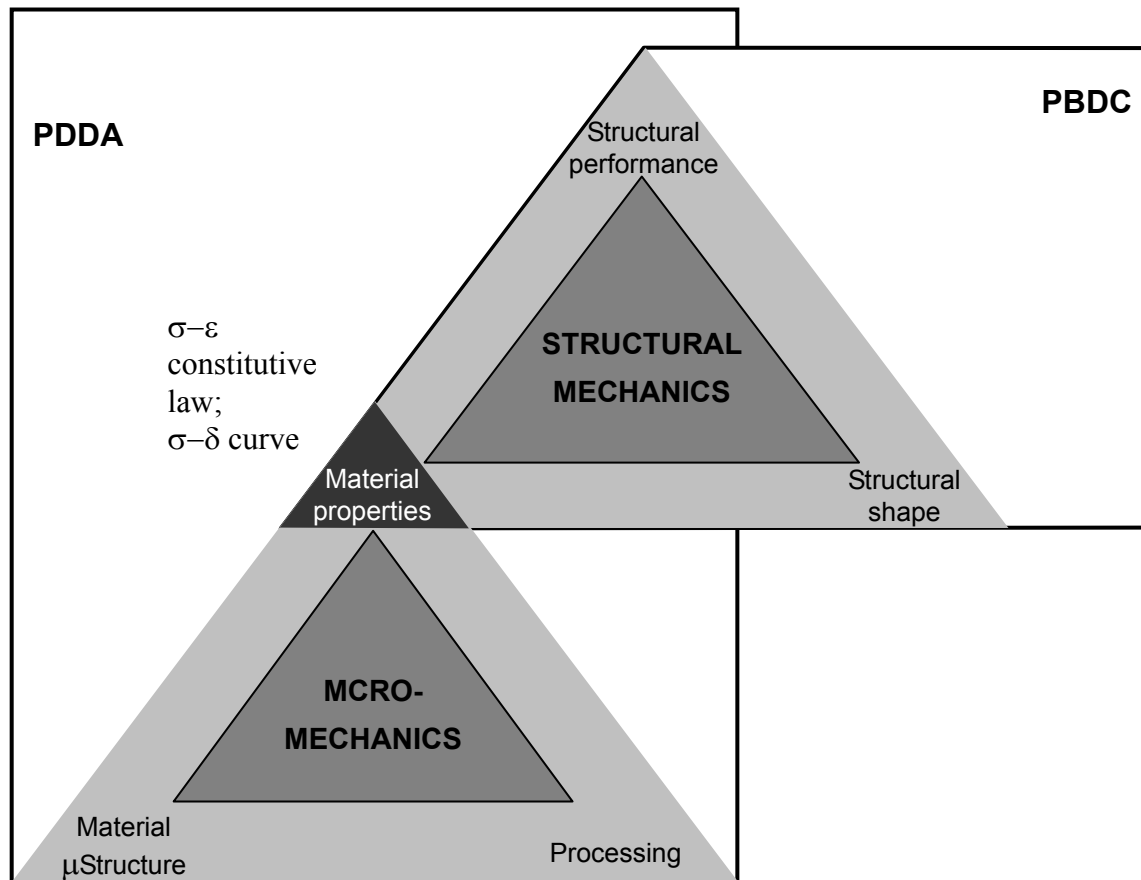 PDDA
PBDC
Structural
performance
STRUCTURAL
MECHANICS
σ−ε
constitutive
law;
σ−δ curve
Material
properties
Structural
shape
MCRO-
MECHANICS
Material
μStructure
Processing